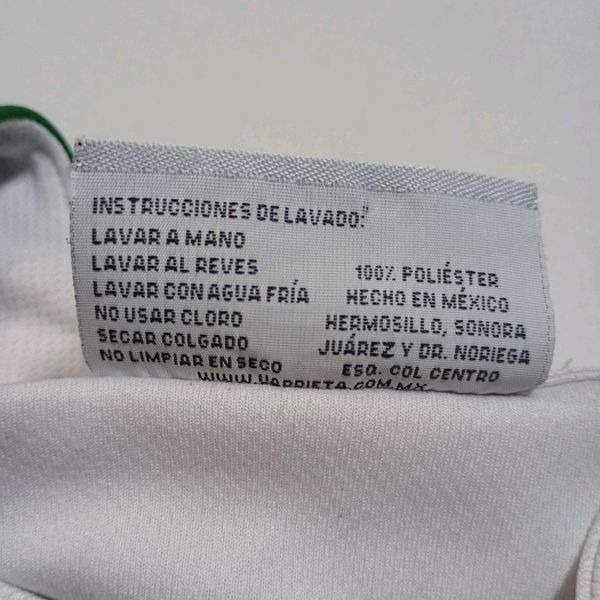 INSTRUCCIONES DE LAVADO:
LAVAR A MANO
LAVAR AL REVES
LAVAR CON AGUA FRÍA
NO USAR CLORO
SECAR COLGADO
NO LIMPIAR EN SECO
100% POLIÉSTER
HECHO EN MÉXICO
HERMOSILLO, SONORA
JUÁREZ Y DR. NORIEGA
ESQ. COL CENTRO